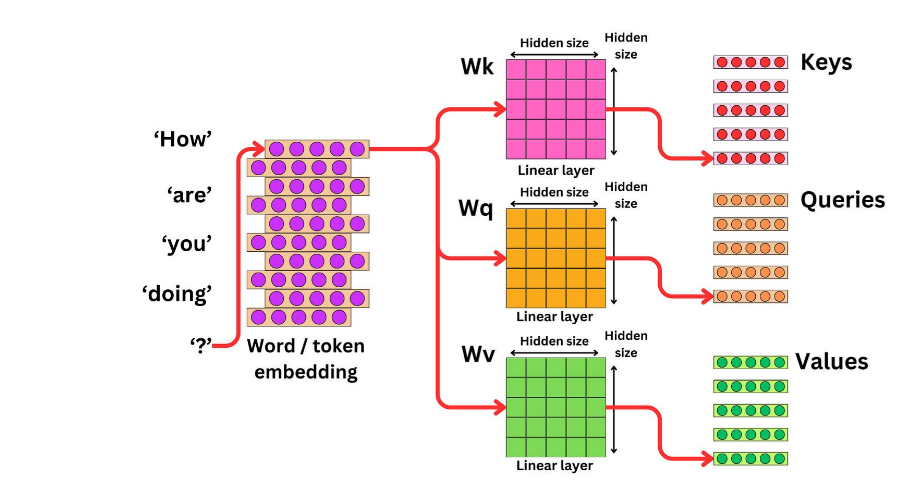 ‘How’
‘are’
‘you’
‘doing’
‘?’
Word / token
embedding
Wk
Hidden size
Hidden
size
Linear layer
Wq
Hidden size
Hidden
size
Linear layer
Wv
Hidden size
Hidden
size
Linear layer
Keys
Queries
Values